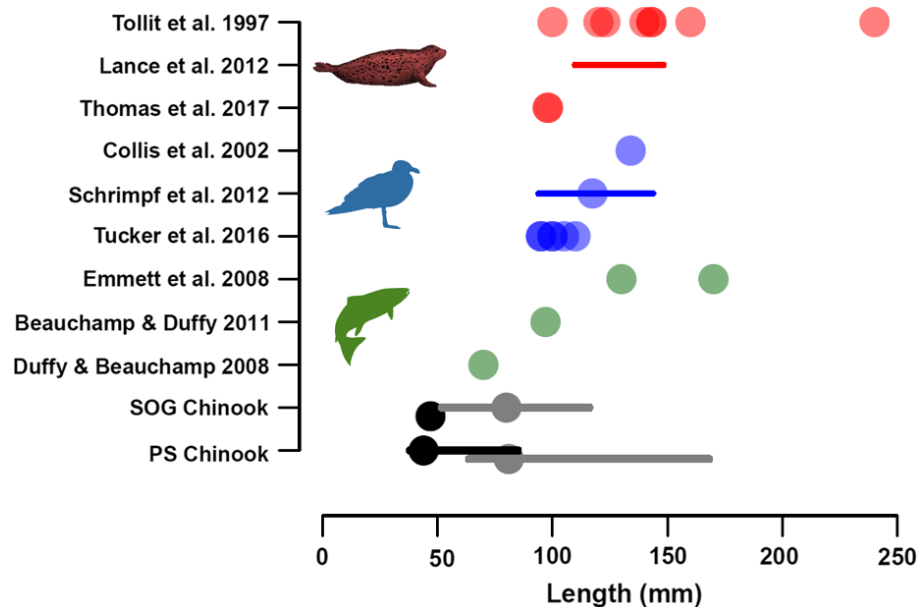 Tollit et al. 1997
Lance et al. 2012
Thomas et al. 2017
Collis et al. 2002
Schrimpf et al. 2012
Tucker et al. 2016
Emmett et al. 2008
Beauchamp & Duffy 2011
Duffy & Beauchamp 2008
SOG Chinook
PS Chinook
0 50 100 150 200 250
Length (mm)